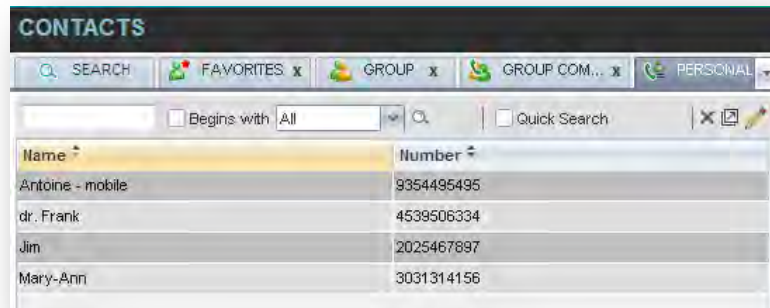 CONTACTS
SEARCH FAVORITES x GROUP x GROUP COM... x PERSONAL
Begins with All Quick Search
Name Number
Antoine - mobile 9354495495
dr. Frank 4539506334
Jim 2025467897
Mary-Ann 3031314156